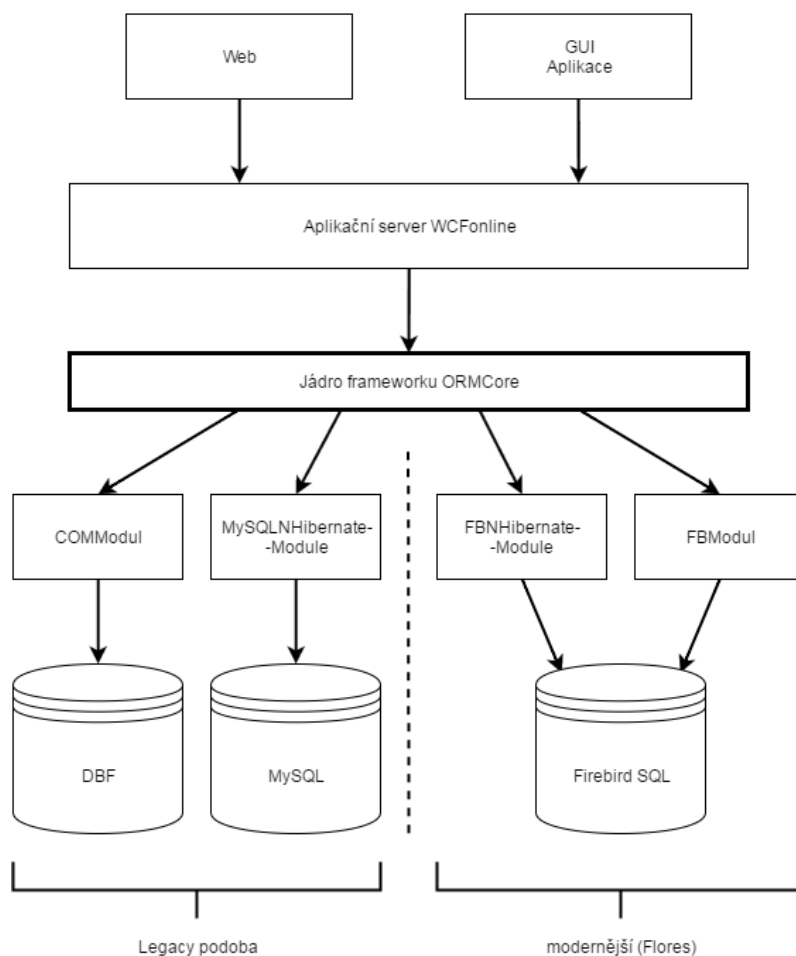 Web
GUI
Aplikace
Aplikační server WCFonline
Jádro frameworku ORMCore
COMModul
MySQLNHibernate-
-Module
FBNHibernate-
-Module
FBModul
DBF
MySQL
Firebird SQL
Legacy podoba
modernější (Flores)